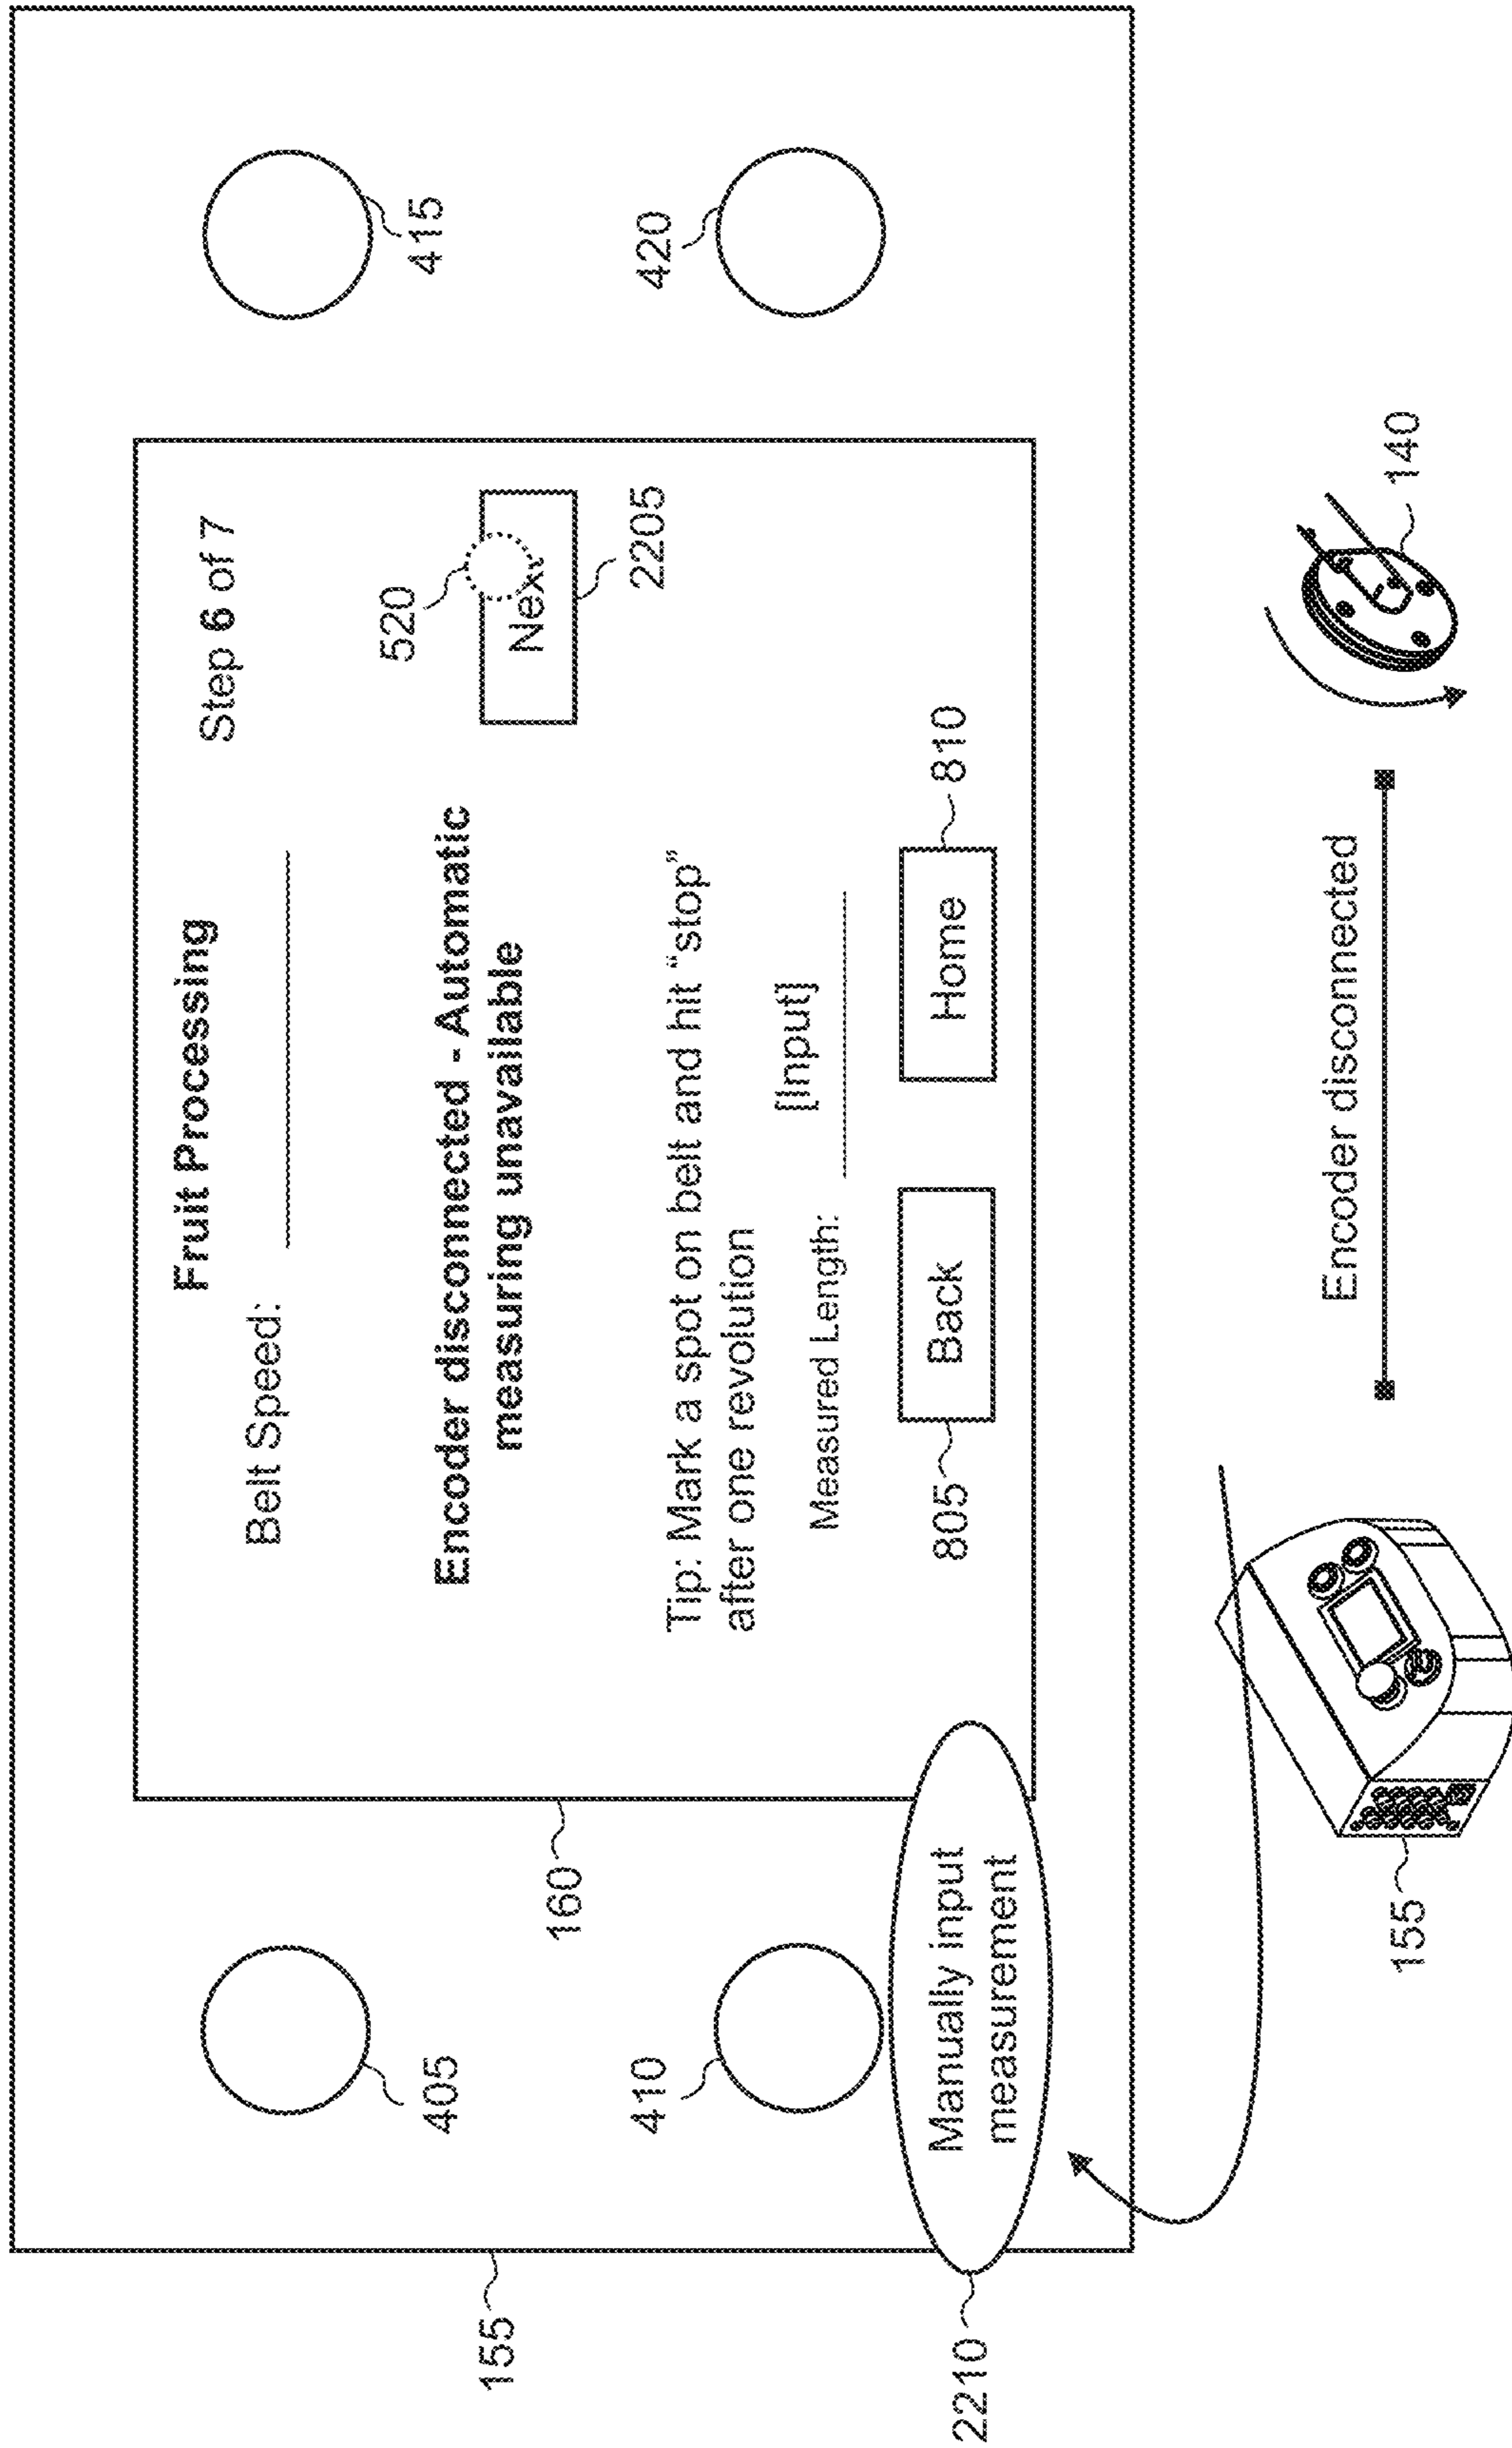 Fruit Processing
Step 6 of 7
Belt Speed:
415
405
520
Encoder disconnected - Automatic
measuring unavailable
Next
2205
155
160
410
420
Tip: Mark a spot on belt and hit “stop”
after one revolution
Measured Length:
[Input]
Manually input
measurement
2210
805
Back
Home
810
Encoder disconnected
155
140